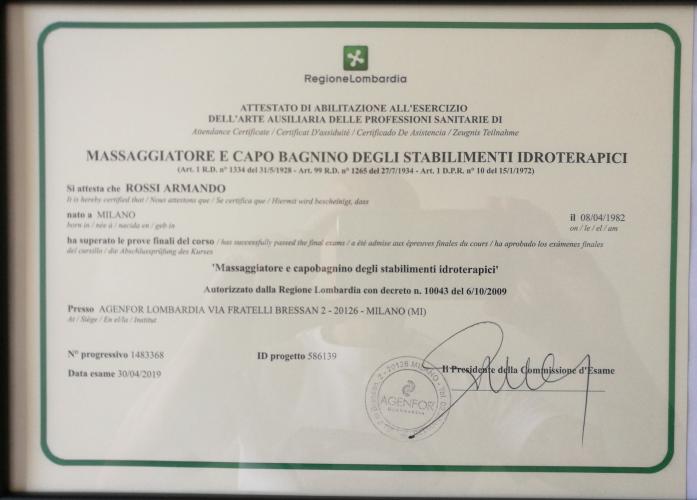 RegioneLombardia
ATTESTATO DI ABILITAZIONE ALL'ESERCIZIO
DELL'ARTE AUSILIARIA DELLE PROFESSIONI SANITARIE DI
Attendance Certificate / Certificat D'assiduité / Certificado De Asistencia / Zeugnis Teilnahme
MASSAGGIATORE E CAPO BAGNINO DEGLI STABILIMENTI IDROTERAPICI
(Art. 1 R.D. n° 1334 del 31/5/1928 - Art. 99 R.D. n° 1265 del 27/7/1934 - Art. 1 D.P.R. n° 10 del 15/1/1972)
Si attesta che ROSSI ARMANDO
It is hereby certified that / Nous attestons que / Se certifica que / Hiermit wird bescheinigt, dass
nato a MILANO il 08/04/1982
born in / née à / nacida en / geb in on / le / el / am
ha superato le prove finali del corso / has successfully passed the final exams / a été admise aux épreuves finales du cours / ha aprobado los exámenes finales
del cursillo / die Abschlussprüfung des Kurses
'Massaggiatore e capobagnino degli stabilimenti idroterapici'
Autorizzato dalla Regione Lombardia con decreto n. 10043 del 6/10/2009
Presso AGENFOR LOMBARDIA VIA FRATELLI BRESSAN 2 - 20126 - MILANO (MI)
At / Siège / En el/la / Institut
N° progressivo 1483368 ID progetto 586139
Data esame 30/04/2019
Il Presidente della Commissione d'Esame
2 - 20126 MILANO
AGENFOR
LOMBARDIA